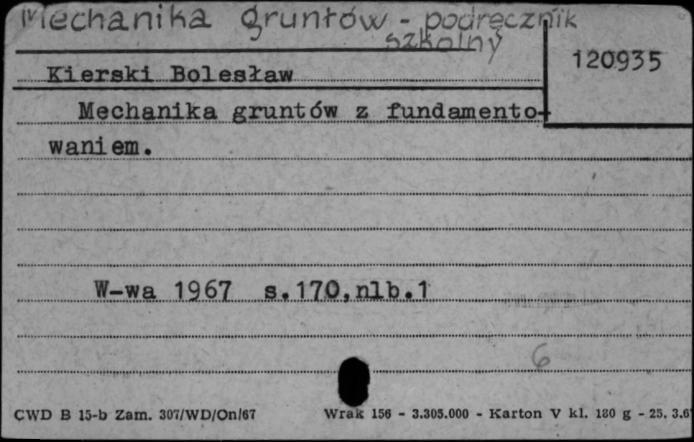 Mechanika gruntów - podręcznik
szkolny
120935
Kierski Bolesław
Mechanika gruntów z fundamento-
waniem.
W-wa 1967 s.170,nlb.1
6
CWD B 15-b Zam. 307/WD/On/67
Wrak 156 - 3.305.000 - Karton V kl. 180 g - 25. 3.6